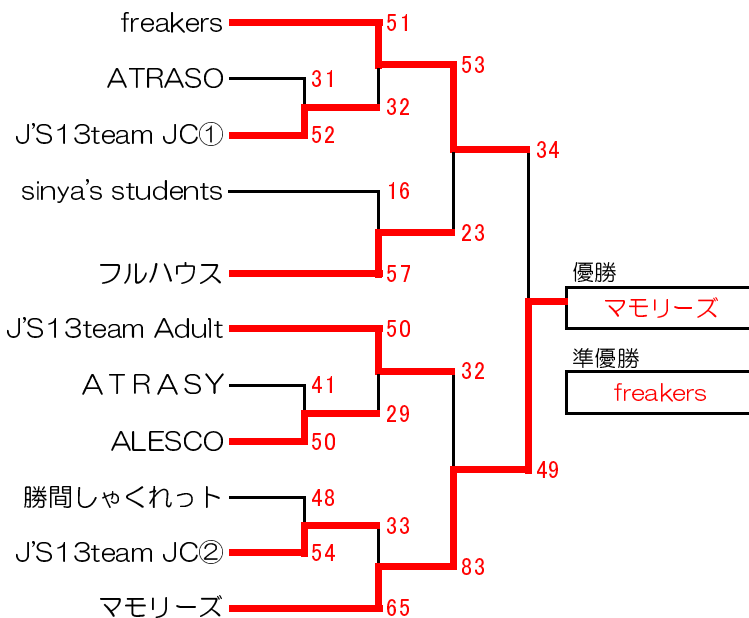 freakers
51
53
ATRASO
31
32
J'S13team JC①
52
34
sinya's students
16
23
フルハウス
57
優勝
マモリーズ
J'S13team Adult
50
32
準優勝
freakers
ATRASY
41
29
ALESCO
50
49
勝間しゃくれっト
48
33
J'S13team JC②
54
83
マモリーズ
65